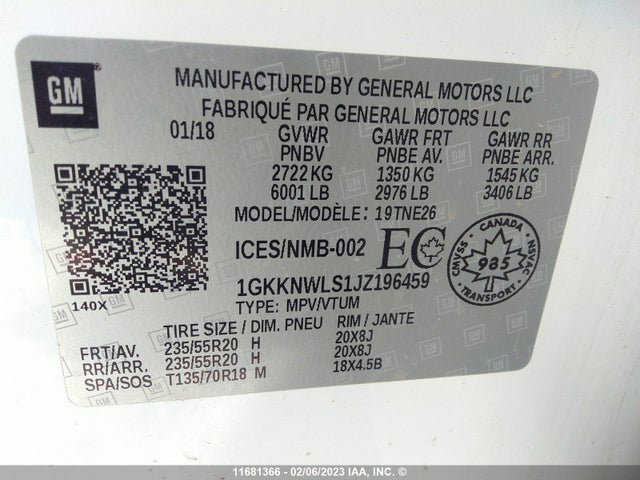 GM
MANUFACTURED BY GENERAL MOTORS LLC
FABRIQUÉ PAR GENERAL MOTORS LLC
01/18 GVWR GAWR FRT GAWR RR
PNBV PNBE AV. PNBE ARR.
2722 KG 1350 KG 1545 KG
6001 LB 2976 LB 3406 LB
MODEL/MODÈLE: 19TNE26
ICES/NMB-002 EC
CANADA
CMVSS 985 NSVAC
TRANSPORT
1GKKNWLS1JZ196459
140X
TYPE: MPV/VTUM
TIRE SIZE / DIM. PNEU RIM / JANTE
FRT/AV. 235/55R20 H 20X8J
RR/ARR. 235/55R20 H 20X8J
SPA/SOS T135/70R18 M 18X4.5B
11681366 - 02/06/2023 IAA, INC. ©